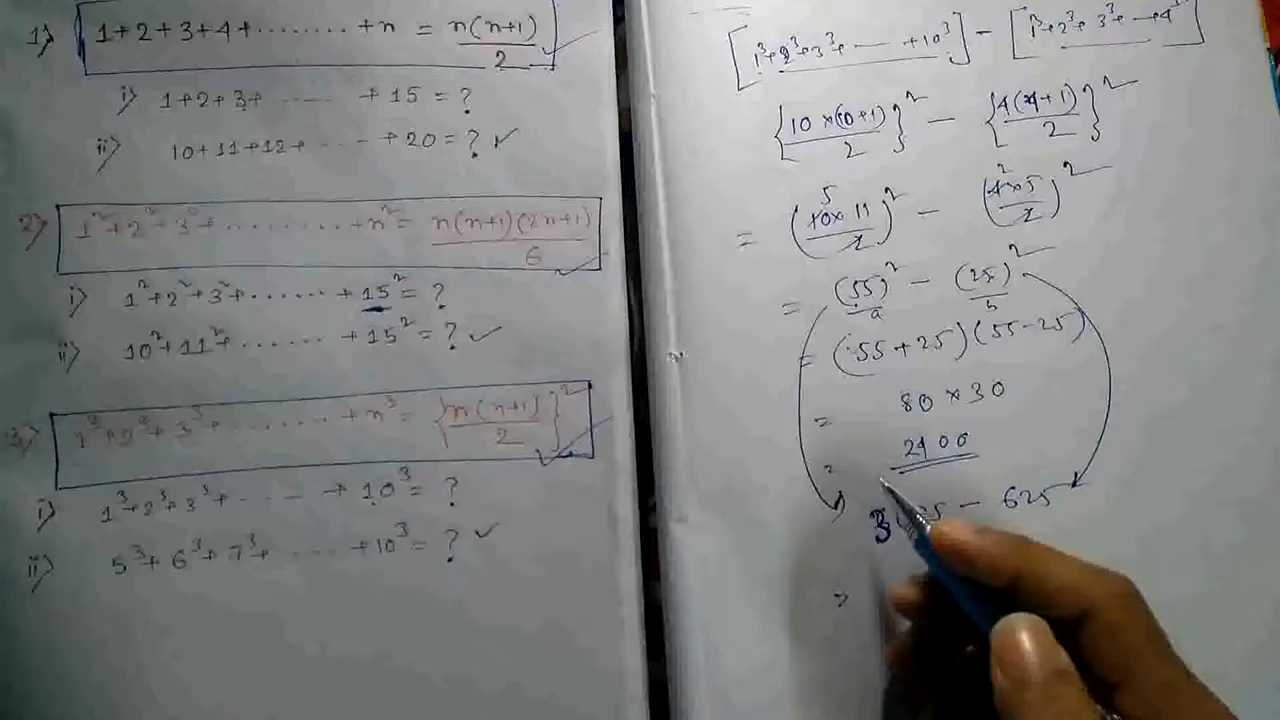 1) 1+2+3+4+........+n = n(n+1)/2
i) 1+2+3+ ..... +15 = ?
ii) 10+11+12+ .... +20 = ? ✓
2) 1²+2²+3²+.........+n² = n(n+1)(2n+1)/6
i) 1²+2²+3²+......+15² = ?
ii) 10²+11²+......+15² = ? ✓
3) 1³+2³+3³+........+n³ = {n(n+1)/2}²
i) 1³+2³+3³+..... +10³ = ?
ii) 5³+6³+7³+..... +10³ = ? ✓
[1³+2³+3³+ --- +10³] - [1³+2³+3³+ --+4³]
{10×(10+1)/2}² - {4(4+1)/2}²
= (10×11/2)² - (4×5/2)²
5 2
= (55)² - (25)²
a b
= (55+25)(55-25)
= 80×30
= 2400
- 625